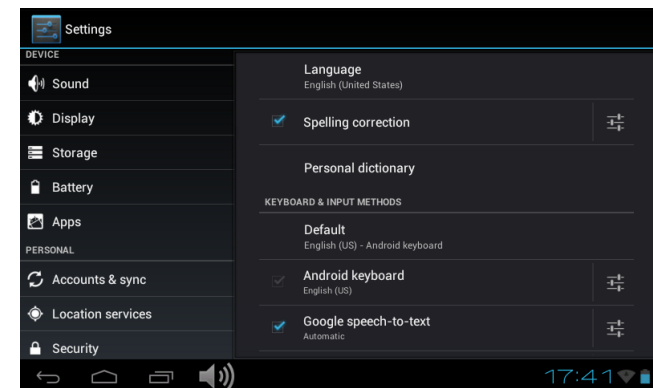 Settings
DEVICE
Sound
Display
Storage
Battery
Apps
PERSONAL
Accounts & sync
Location services
Security
Language
English (United States)
Spelling correction
Personal dictionary
KEYBOARD & INPUT METHODS
Default
English (US) - Android keyboard
Android keyboard
English (US)
Google speech-to-text
Automatic
17:41